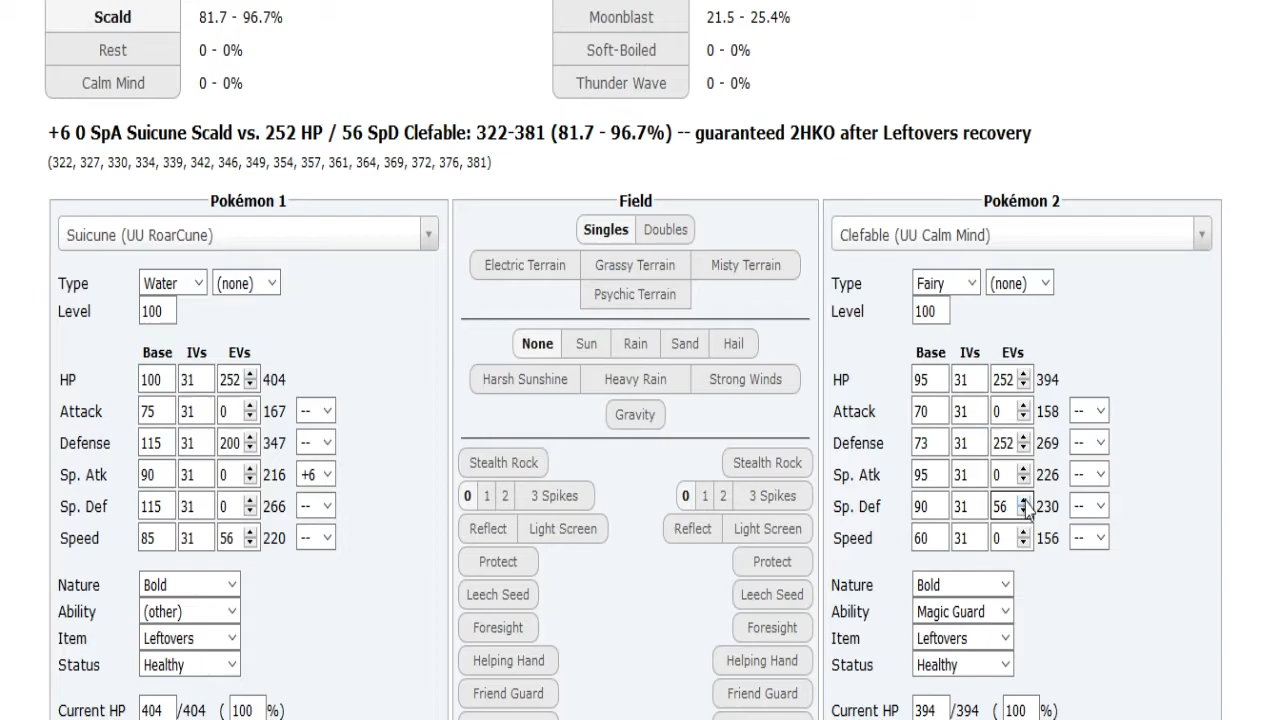 Scald 81.7 - 96.7% Moonblast 21.5 - 25.4%
Rest 0 - 0% Soft-Boiled 0 - 0%
Calm Mind 0 - 0% Thunder Wave 0 - 0%
+6 0 SpA Suicune Scald vs. 252 HP / 56 SpD Clefable: 322-381 (81.7 - 96.7%) -- guaranteed 2HKO after Leftovers recovery
(322, 327, 330, 334, 339, 342, 346, 349, 354, 357, 361, 364, 369, 372, 376, 381)
Pokémon 1
Suicune (UU RoarCune)
Type Water (none)
Level 100
Base IVs EVs
HP 100 31 252 404
Attack 75 31 0 167 --
Defense 115 31 200 347 --
Sp. Atk 90 31 0 216 +6
Sp. Def 115 31 0 266 --
Speed 85 31 56 220 --
Nature Bold
Ability (other)
Item Leftovers
Status Healthy
Current HP 404 /404 ( 100 %)
Field
Singles Doubles
Electric Terrain Grassy Terrain Misty Terrain
Psychic Terrain
None Sun Rain Sand Hail
Harsh Sunshine Heavy Rain Strong Winds
Gravity
Stealth Rock Stealth Rock
0 1 2 3 Spikes 0 1 2 3 Spikes
Reflect Light Screen Reflect Light Screen
Protect Protect
Leech Seed Leech Seed
Foresight Foresight
Helping Hand Helping Hand
Friend Guard Friend Guard
Pokémon 2
Clefable (UU Calm Mind)
Type Fairy (none)
Level 100
Base IVs EVs
HP 95 31 252 394
Attack 70 31 0 158 --
Defense 73 31 252 269 --
Sp. Atk 95 31 0 226 --
Sp. Def 90 31 56 230 --
Speed 60 31 0 156 --
Nature Bold
Ability Magic Guard
Item Leftovers
Status Healthy
Current HP 394 /394 ( 100 %)